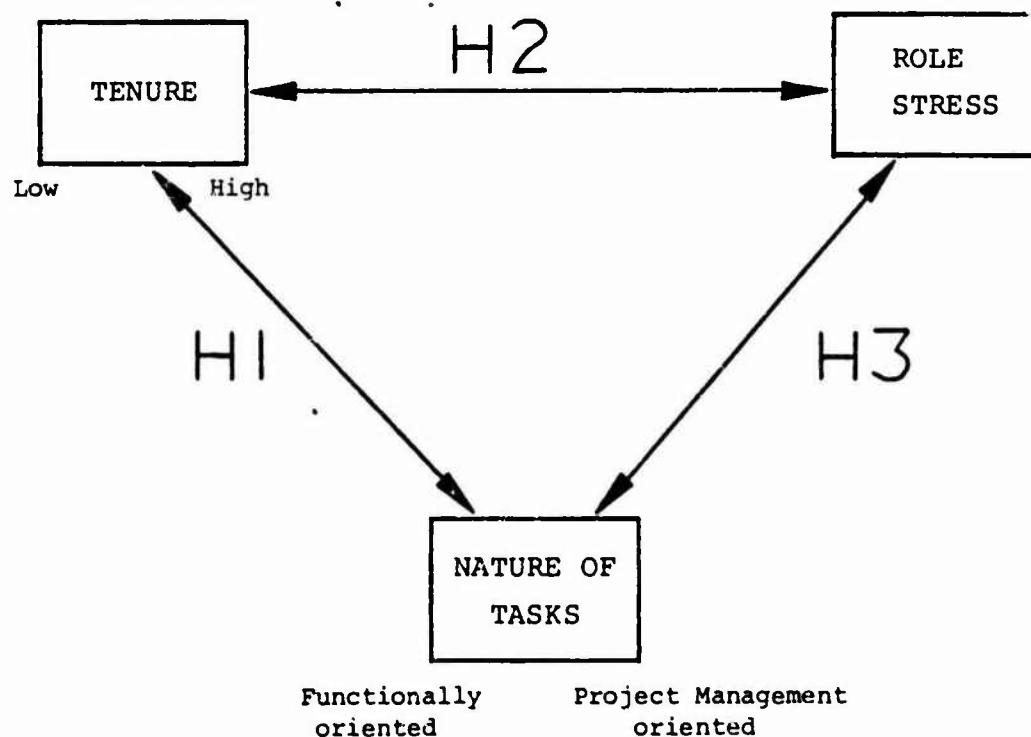 H2
TENURE
ROLE
STRESS
Low High
H1
H3
NATURE OF
TASKS
Functionally Project Management
oriented oriented